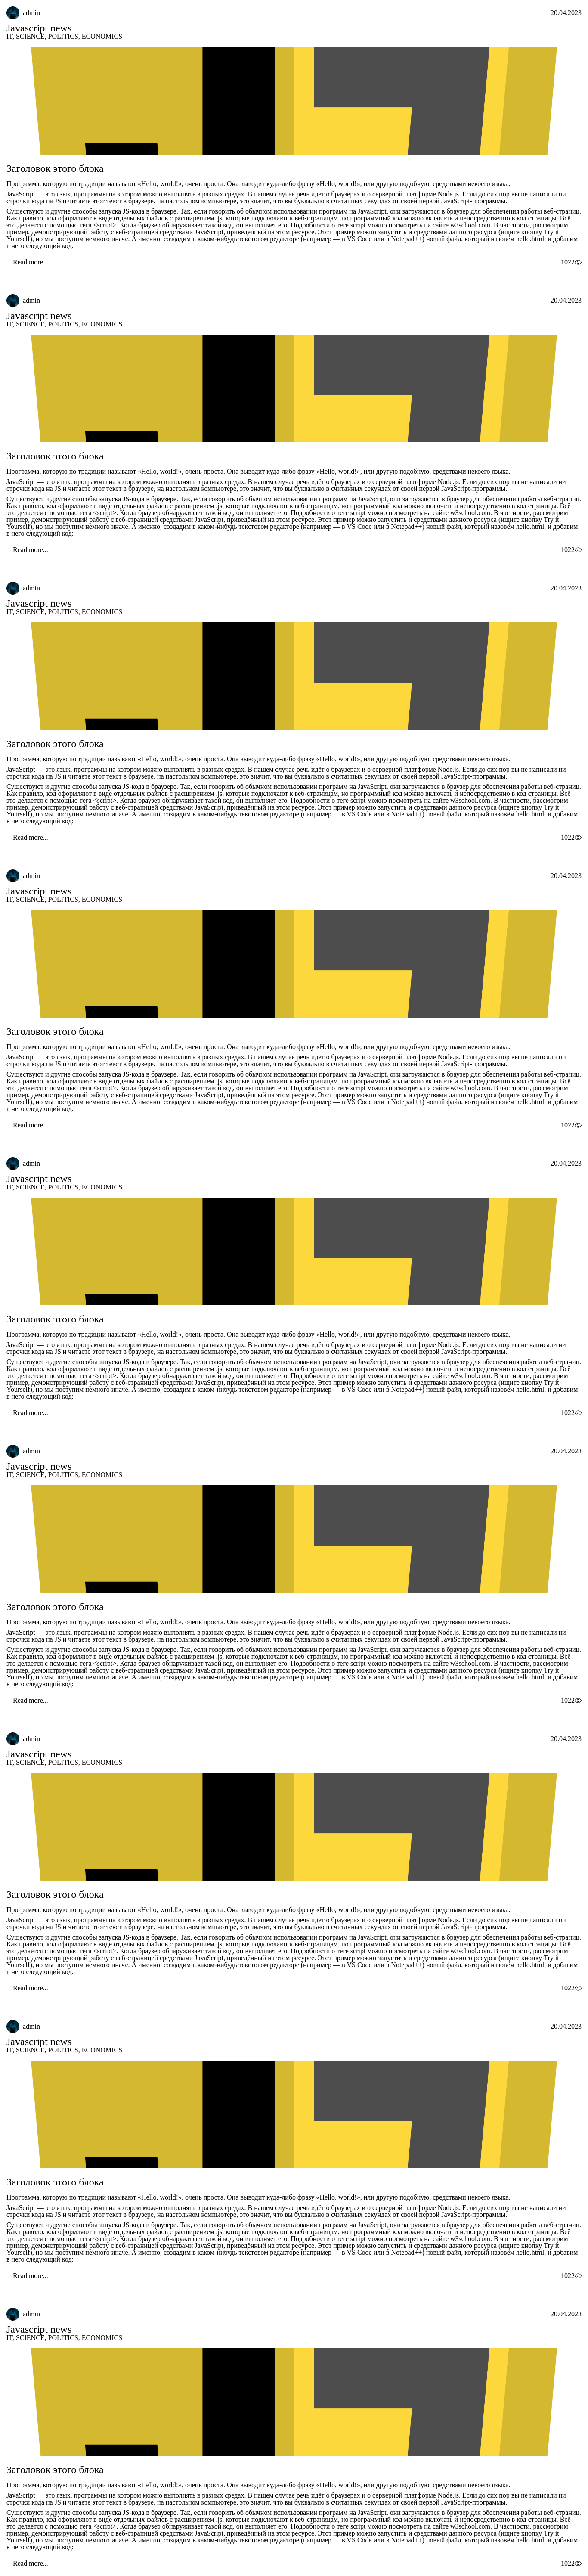 admin 20.04.2023
Javascript news
IT, SCIENCE, POLITICS, ECONOMICS
Заголовок этого блока
Программа, которую по традиции называют «Hello, world!», очень проста. Она выводит куда-либо фразу «Hello, world!», или другую подобную, средствами некоего языка.
JavaScript — это язык, программы на котором можно выполнять в разных средах. В нашем случае речь идёт о браузерах и о серверной платформе Node.js. Если до сих пор вы не написали ни
строчки кода на JS и читаете этот текст в браузере, на настольном компьютере, это значит, что вы буквально в считанных секундах от своей первой JavaScript-программы.
Существуют и другие способы запуска JS-кода в браузере. Так, если говорить об обычном использовании программ на JavaScript, они загружаются в браузер для обеспечения работы веб-страниц.
Как правило, код оформляют в виде отдельных файлов с расширением .js, которые подключают к веб-страницам, но программный код можно включать и непосредственно в код страницы. Всё
это делается с помощью тега <script>. Когда браузер обнаруживает такой код, он выполняет его. Подробности о теге script можно посмотреть на сайте w3school.com. В частности, рассмотрим
пример, демонстрирующий работу с веб-страницей средствами JavaScript, приведённый на этом ресурсе. Этот пример можно запустить и средствами данного ресурса (ищите кнопку Try it
Yourself), но мы поступим немного иначе. А именно, создадим в каком-нибудь текстовом редакторе (например — в VS Code или в Notepad++) новый файл, который назовём hello.html, и добавим
в него следующий код:
Read more... 1022
admin 20.04.2023
Javascript news
IT, SCIENCE, POLITICS, ECONOMICS
Заголовок этого блока
Программа, которую по традиции называют «Hello, world!», очень проста. Она выводит куда-либо фразу «Hello, world!», или другую подобную, средствами некоего языка.
JavaScript — это язык, программы на котором можно выполнять в разных средах. В нашем случае речь идёт о браузерах и о серверной платформе Node.js. Если до сих пор вы не написали ни
строчки кода на JS и читаете этот текст в браузере, на настольном компьютере, это значит, что вы буквально в считанных секундах от своей первой JavaScript-программы.
Существуют и другие способы запуска JS-кода в браузере. Так, если говорить об обычном использовании программ на JavaScript, они загружаются в браузер для обеспечения работы веб-страниц.
Как правило, код оформляют в виде отдельных файлов с расширением .js, которые подключают к веб-страницам, но программный код можно включать и непосредственно в код страницы. Всё
это делается с помощью тега <script>. Когда браузер обнаруживает такой код, он выполняет его. Подробности о теге script можно посмотреть на сайте w3school.com. В частности, рассмотрим
пример, демонстрирующий работу с веб-страницей средствами JavaScript, приведённый на этом ресурсе. Этот пример можно запустить и средствами данного ресурса (ищите кнопку Try it
Yourself), но мы поступим немного иначе. А именно, создадим в каком-нибудь текстовом редакторе (например — в VS Code или в Notepad++) новый файл, который назовём hello.html, и добавим
в него следующий код:
Read more... 1022
admin 20.04.2023
Javascript news
IT, SCIENCE, POLITICS, ECONOMICS
Заголовок этого блока
Программа, которую по традиции называют «Hello, world!», очень проста. Она выводит куда-либо фразу «Hello, world!», или другую подобную, средствами некоего языка.
JavaScript — это язык, программы на котором можно выполнять в разных средах. В нашем случае речь идёт о браузерах и о серверной платформе Node.js. Если до сих пор вы не написали ни
строчки кода на JS и читаете этот текст в браузере, на настольном компьютере, это значит, что вы буквально в считанных секундах от своей первой JavaScript-программы.
Существуют и другие способы запуска JS-кода в браузере. Так, если говорить об обычном использовании программ на JavaScript, они загружаются в браузер для обеспечения работы веб-страниц.
Как правило, код оформляют в виде отдельных файлов с расширением .js, которые подключают к веб-страницам, но программный код можно включать и непосредственно в код страницы. Всё
это делается с помощью тега <script>. Когда браузер обнаруживает такой код, он выполняет его. Подробности о теге script можно посмотреть на сайте w3school.com. В частности, рассмотрим
пример, демонстрирующий работу с веб-страницей средствами JavaScript, приведённый на этом ресурсе. Этот пример можно запустить и средствами данного ресурса (ищите кнопку Try it
Yourself), но мы поступим немного иначе. А именно, создадим в каком-нибудь текстовом редакторе (например — в VS Code или в Notepad++) новый файл, который назовём hello.html, и добавим
в него следующий код:
Read more... 1022
admin 20.04.2023
Javascript news
IT, SCIENCE, POLITICS, ECONOMICS
Заголовок этого блока
Программа, которую по традиции называют «Hello, world!», очень проста. Она выводит куда-либо фразу «Hello, world!», или другую подобную, средствами некоего языка.
JavaScript — это язык, программы на котором можно выполнять в разных средах. В нашем случае речь идёт о браузерах и о серверной платформе Node.js. Если до сих пор вы не написали ни
строчки кода на JS и читаете этот текст в браузере, на настольном компьютере, это значит, что вы буквально в считанных секундах от своей первой JavaScript-программы.
Существуют и другие способы запуска JS-кода в браузере. Так, если говорить об обычном использовании программ на JavaScript, они загружаются в браузер для обеспечения работы веб-страниц.
Как правило, код оформляют в виде отдельных файлов с расширением .js, которые подключают к веб-страницам, но программный код можно включать и непосредственно в код страницы. Всё
это делается с помощью тега <script>. Когда браузер обнаруживает такой код, он выполняет его. Подробности о теге script можно посмотреть на сайте w3school.com. В частности, рассмотрим
пример, демонстрирующий работу с веб-страницей средствами JavaScript, приведённый на этом ресурсе. Этот пример можно запустить и средствами данного ресурса (ищите кнопку Try it
Yourself), но мы поступим немного иначе. А именно, создадим в каком-нибудь текстовом редакторе (например — в VS Code или в Notepad++) новый файл, который назовём hello.html, и добавим
в него следующий код:
Read more... 1022
admin 20.04.2023
Javascript news
IT, SCIENCE, POLITICS, ECONOMICS
Заголовок этого блока
Программа, которую по традиции называют «Hello, world!», очень проста. Она выводит куда-либо фразу «Hello, world!», или другую подобную, средствами некоего языка.
JavaScript — это язык, программы на котором можно выполнять в разных средах. В нашем случае речь идёт о браузерах и о серверной платформе Node.js. Если до сих пор вы не написали ни
строчки кода на JS и читаете этот текст в браузере, на настольном компьютере, это значит, что вы буквально в считанных секундах от своей первой JavaScript-программы.
Существуют и другие способы запуска JS-кода в браузере. Так, если говорить об обычном использовании программ на JavaScript, они загружаются в браузер для обеспечения работы веб-страниц.
Как правило, код оформляют в виде отдельных файлов с расширением .js, которые подключают к веб-страницам, но программный код можно включать и непосредственно в код страницы. Всё
это делается с помощью тега <script>. Когда браузер обнаруживает такой код, он выполняет его. Подробности о теге script можно посмотреть на сайте w3school.com. В частности, рассмотрим
пример, демонстрирующий работу с веб-страницей средствами JavaScript, приведённый на этом ресурсе. Этот пример можно запустить и средствами данного ресурса (ищите кнопку Try it
Yourself), но мы поступим немного иначе. А именно, создадим в каком-нибудь текстовом редакторе (например — в VS Code или в Notepad++) новый файл, который назовём hello.html, и добавим
в него следующий код:
Read more... 1022
admin 20.04.2023
Javascript news
IT, SCIENCE, POLITICS, ECONOMICS
Заголовок этого блока
Программа, которую по традиции называют «Hello, world!», очень проста. Она выводит куда-либо фразу «Hello, world!», или другую подобную, средствами некоего языка.
JavaScript — это язык, программы на котором можно выполнять в разных средах. В нашем случае речь идёт о браузерах и о серверной платформе Node.js. Если до сих пор вы не написали ни
строчки кода на JS и читаете этот текст в браузере, на настольном компьютере, это значит, что вы буквально в считанных секундах от своей первой JavaScript-программы.
Существуют и другие способы запуска JS-кода в браузере. Так, если говорить об обычном использовании программ на JavaScript, они загружаются в браузер для обеспечения работы веб-страниц.
Как правило, код оформляют в виде отдельных файлов с расширением .js, которые подключают к веб-страницам, но программный код можно включать и непосредственно в код страницы. Всё
это делается с помощью тега <script>. Когда браузер обнаруживает такой код, он выполняет его. Подробности о теге script можно посмотреть на сайте w3school.com. В частности, рассмотрим
пример, демонстрирующий работу с веб-страницей средствами JavaScript, приведённый на этом ресурсе. Этот пример можно запустить и средствами данного ресурса (ищите кнопку Try it
Yourself), но мы поступим немного иначе. А именно, создадим в каком-нибудь текстовом редакторе (например — в VS Code или в Notepad++) новый файл, который назовём hello.html, и добавим
в него следующий код:
Read more... 1022
admin 20.04.2023
Javascript news
IT, SCIENCE, POLITICS, ECONOMICS
Заголовок этого блока
Программа, которую по традиции называют «Hello, world!», очень проста. Она выводит куда-либо фразу «Hello, world!», или другую подобную, средствами некоего языка.
JavaScript — это язык, программы на котором можно выполнять в разных средах. В нашем случае речь идёт о браузерах и о серверной платформе Node.js. Если до сих пор вы не написали ни
строчки кода на JS и читаете этот текст в браузере, на настольном компьютере, это значит, что вы буквально в считанных секундах от своей первой JavaScript-программы.
Существуют и другие способы запуска JS-кода в браузере. Так, если говорить об обычном использовании программ на JavaScript, они загружаются в браузер для обеспечения работы веб-страниц.
Как правило, код оформляют в виде отдельных файлов с расширением .js, которые подключают к веб-страницам, но программный код можно включать и непосредственно в код страницы. Всё
это делается с помощью тега <script>. Когда браузер обнаруживает такой код, он выполняет его. Подробности о теге script можно посмотреть на сайте w3school.com. В частности, рассмотрим
пример, демонстрирующий работу с веб-страницей средствами JavaScript, приведённый на этом ресурсе. Этот пример можно запустить и средствами данного ресурса (ищите кнопку Try it
Yourself), но мы поступим немного иначе. А именно, создадим в каком-нибудь текстовом редакторе (например — в VS Code или в Notepad++) новый файл, который назовём hello.html, и добавим
в него следующий код:
Read more... 1022
admin 20.04.2023
Javascript news
IT, SCIENCE, POLITICS, ECONOMICS
Заголовок этого блока
Программа, которую по традиции называют «Hello, world!», очень проста. Она выводит куда-либо фразу «Hello, world!», или другую подобную, средствами некоего языка.
JavaScript — это язык, программы на котором можно выполнять в разных средах. В нашем случае речь идёт о браузерах и о серверной платформе Node.js. Если до сих пор вы не написали ни
строчки кода на JS и читаете этот текст в браузере, на настольном компьютере, это значит, что вы буквально в считанных секундах от своей первой JavaScript-программы.
Существуют и другие способы запуска JS-кода в браузере. Так, если говорить об обычном использовании программ на JavaScript, они загружаются в браузер для обеспечения работы веб-страниц.
Как правило, код оформляют в виде отдельных файлов с расширением .js, которые подключают к веб-страницам, но программный код можно включать и непосредственно в код страницы. Всё
это делается с помощью тега <script>. Когда браузер обнаруживает такой код, он выполняет его. Подробности о теге script можно посмотреть на сайте w3school.com. В частности, рассмотрим
пример, демонстрирующий работу с веб-страницей средствами JavaScript, приведённый на этом ресурсе. Этот пример можно запустить и средствами данного ресурса (ищите кнопку Try it
Yourself), но мы поступим немного иначе. А именно, создадим в каком-нибудь текстовом редакторе (например — в VS Code или в Notepad++) новый файл, который назовём hello.html, и добавим
в него следующий код:
Read more... 1022
admin 20.04.2023
Javascript news
IT, SCIENCE, POLITICS, ECONOMICS
Заголовок этого блока
Программа, которую по традиции называют «Hello, world!», очень проста. Она выводит куда-либо фразу «Hello, world!», или другую подобную, средствами некоего языка.
JavaScript — это язык, программы на котором можно выполнять в разных средах. В нашем случае речь идёт о браузерах и о серверной платформе Node.js. Если до сих пор вы не написали ни
строчки кода на JS и читаете этот текст в браузере, на настольном компьютере, это значит, что вы буквально в считанных секундах от своей первой JavaScript-программы.
Существуют и другие способы запуска JS-кода в браузере. Так, если говорить об обычном использовании программ на JavaScript, они загружаются в браузер для обеспечения работы веб-страниц.
Как правило, код оформляют в виде отдельных файлов с расширением .js, которые подключают к веб-страницам, но программный код можно включать и непосредственно в код страницы. Всё
это делается с помощью тега <script>. Когда браузер обнаруживает такой код, он выполняет его. Подробности о теге script можно посмотреть на сайте w3school.com. В частности, рассмотрим
пример, демонстрирующий работу с веб-страницей средствами JavaScript, приведённый на этом ресурсе. Этот пример можно запустить и средствами данного ресурса (ищите кнопку Try it
Yourself), но мы поступим немного иначе. А именно, создадим в каком-нибудь текстовом редакторе (например — в VS Code или в Notepad++) новый файл, который назовём hello.html, и добавим
в него следующий код:
Read more... 1022